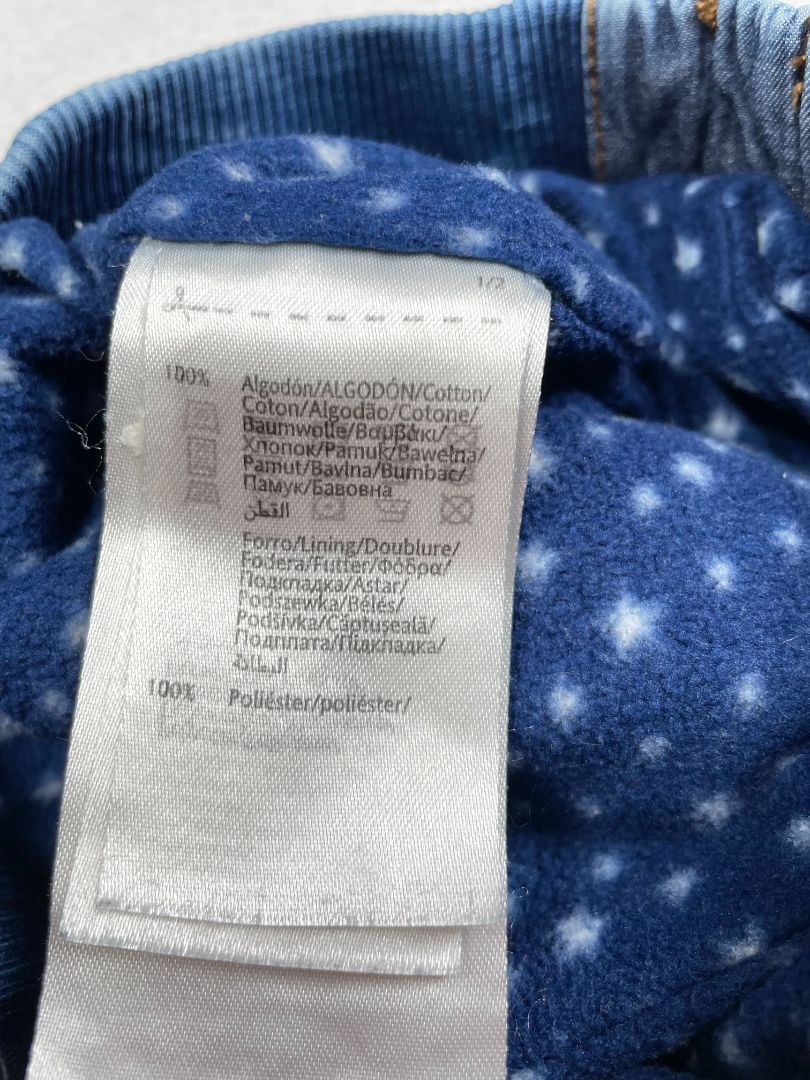 1/2
100% Algodón/ALGODÓN/Cotton/
Coton/Algodão/Cotone/
Baumwolle/Βαμβάκι/
Хлопок/Pamuk/Bawełna/
Pamut/Bavlna/Bumbac/
Памук/Бавовна
القطن
Forro/Lining/Doublure/
Fodera/Futter/Φόδρα/
Подкладка/Astar/
Podszewka/Bélés/
Podšívka/Căptuşeală/
Подплата/Підкладка/
البطانة
100% Poliéster/poliéster/